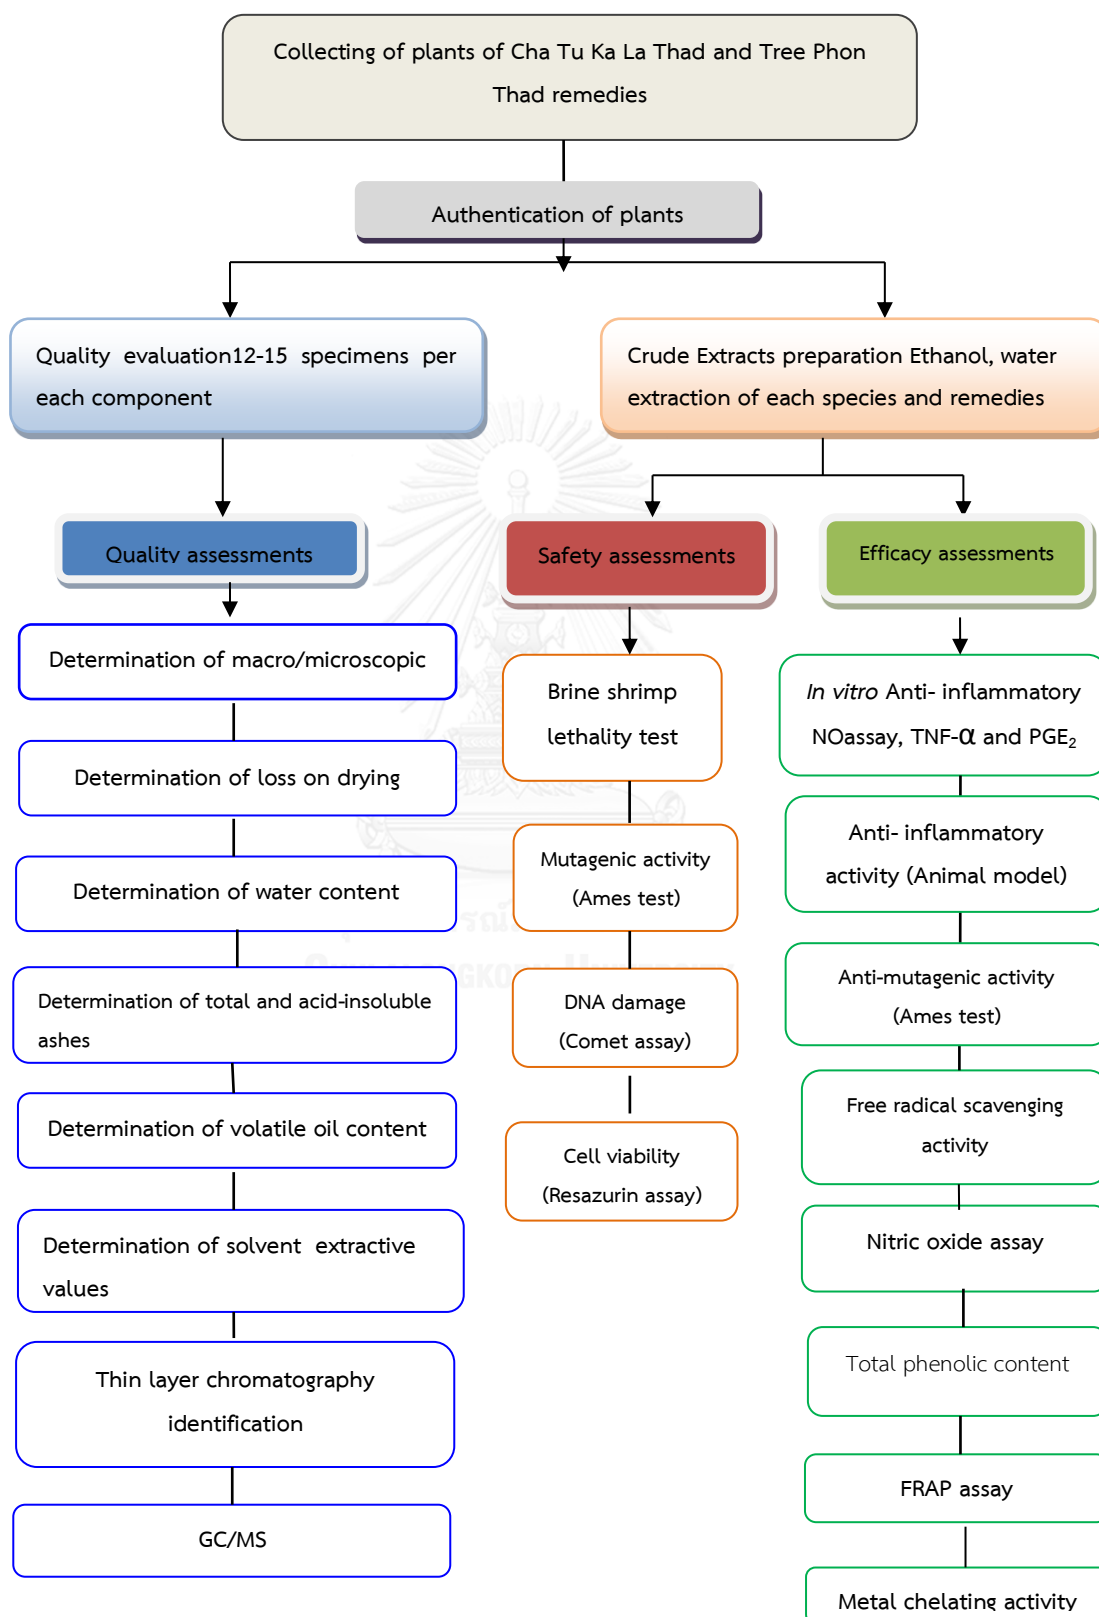 Collecting of plants of Cha Tu Ka La Thad and Tree Phon
Thad remedies
Authentication of plants
Quality evaluation12-15 specimens per
each component
Crude Extracts preparation Ethanol, water
extraction of each species and remedies
Quality assessments
Safety assessments
Efficacy assessments
Determination of macro/microscopic
Determination of loss on drying
Determination of water content
Determination of total and acid-insoluble
ashes
Determination of volatile oil content
Determination of solvent extractive
values
Thin layer chromatography
identification
GC/MS
Brine shrimp
lethality test
Mutagenic activity
(Ames test)
DNA damage
(Comet assay)
Cell viability
(Resazurin assay)
In vitro Anti- inflammatory
NOassay, TNF-α and PGE₂
Anti- inflammatory
activity (Animal model)
Anti-mutagenic activity
(Ames test)
Free radical scavenging
activity
Nitric oxide assay
Total phenolic content
FRAP assay
Metal chelating activity